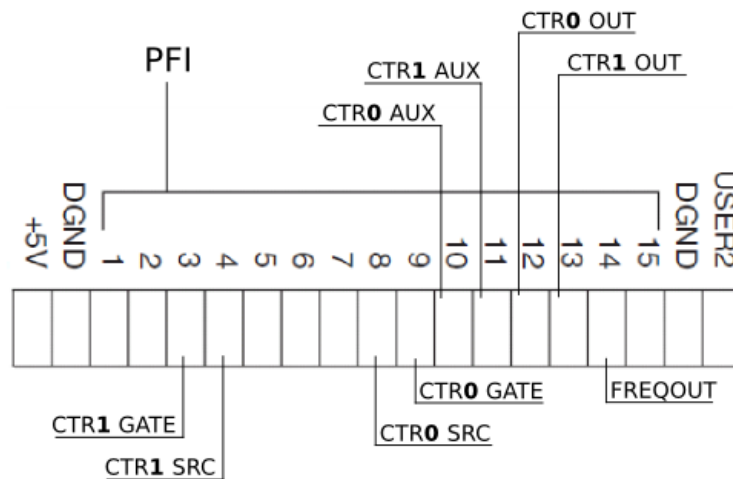 CTR0 OUT
PFI
CTR1 AUX
CTR1 OUT
CTR0 AUX
+5V DGND 1 2 3 4 5 6 7 8 9 10 11 12 13 14 15 DGND USER2
CTR0 GATE
FREQOUT
CTR1 GATE
CTR0 SRC
CTR1 SRC